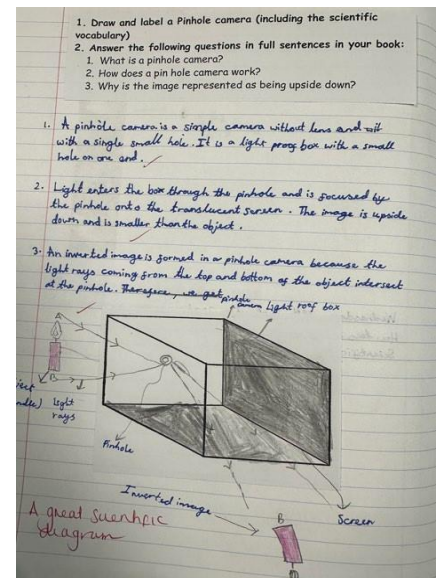 1. Draw and label a Pinhole camera (including the scientific
vocabulary)
2. Answer the following questions in full sentences in your book:
1. What is a pinhole camera?
2. How does a pin hole camera work?
3. Why is the image represented as being upside down?
1. A pinhole camera is a simple camera without lens and
with a single small hole. It is a light proof box with a small
hole on one end.
2. Light enters the box through the pinhole and is focused by
the pinhole onto the translucent screen. The image is upside
down and is smaller than the object.
3. An inverted image is formed in a pinhole camera because the
light rays coming from the top and bottom of the object intersect
at the pinhole. Therefore, we get
pinhole
camera Light roof box
A
B
Light
rays
Pinhole
Inverted image
Screen
B
A great scientific
diagram